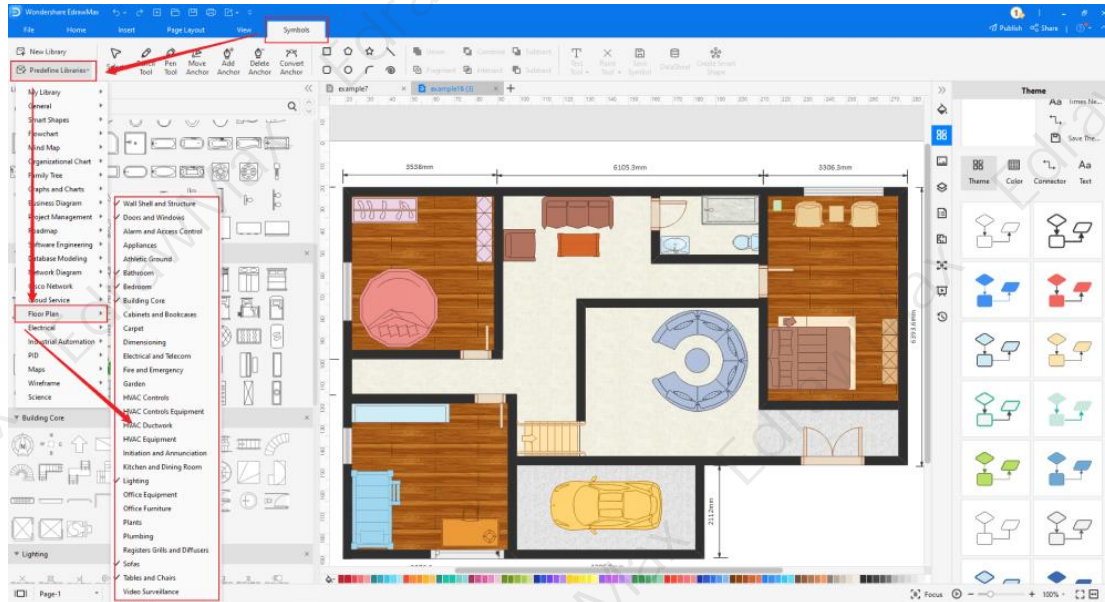 Wondershare EdrawMax
File Home Insert Page Layout View Symbols
Publish Share
New Library
Predefine Libraries
Pen Tool
Move Anchor
Add Anchor
Delete Anchor
Convert Anchor
Union Combine Subtract
Fragment Intersect Subtract
Text Tool
Save Symbol
DataSheet
Create Smart Shape
example7
example16 (3)
My Library
General
Smart Shapes
Flowchart
Mind Map
Organizational Chart
Family Tree
Graphs and Charts
Business Diagram
Project Management
Roadmap
Software Engineering
Database Modeling
Network Diagram
Cisco Network
Cloud Service
Floor Plan
Electrical
Industrial Automation
PID
Maps
Wireframe
Science
Building Core
Lighting
Wall Shell and Structure
Doors and Windows
Alarm and Access Control
Appliances
Athletic Ground
Bathroom
Bedroom
Building Core
Cabinets and Bookcases
Carpet
Dimensioning
Electrical and Telecom
Fire and Emergency
Garden
HVAC Controls
HVAC Controls Equipment
HVAC Ductwork
HVAC Equipment
Initiation and Annunciation
Kitchen and Dining Room
Lighting
Office Equipment
Office Furniture
Plants
Plumbing
Registers Grills and Diffusers
Sofas
Tables and Chairs
Video Surveillance
3538mm
6105.3mm
3306.3mm
6393.6mm
2112mm
Theme
Aa Times Ne...
Save The...
Theme Color Connector Text
Page-1
Focus
100%
EdrawMax